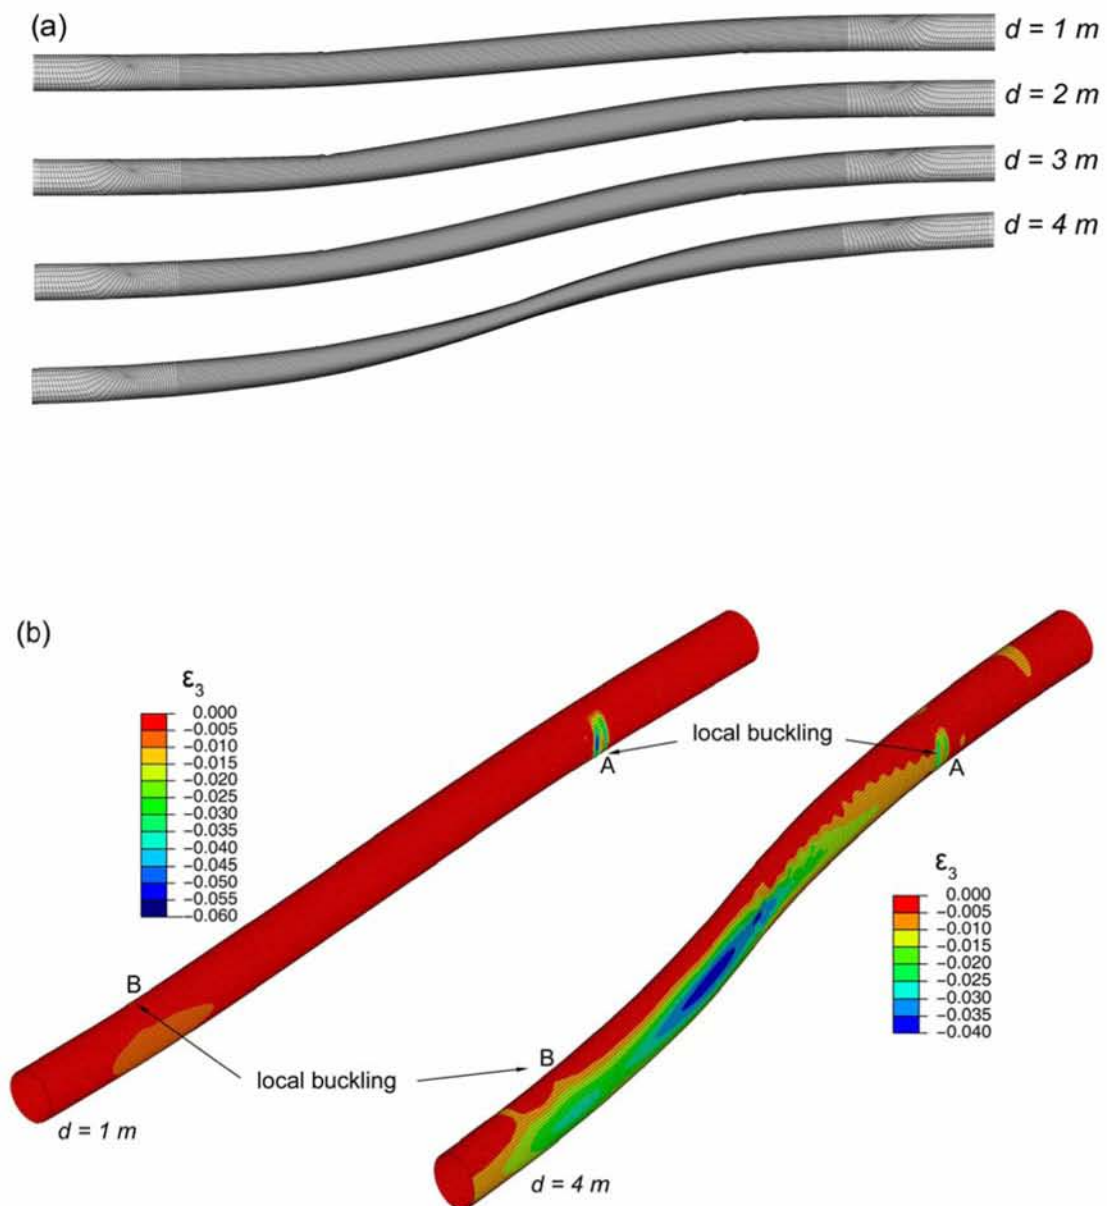 (a)
d = 1 m
d = 2 m
d = 3 m
d = 4 m
(b)
ε3
0.000
−0.005
−0.010
−0.015
−0.020
−0.025
−0.030
−0.035
−0.040
−0.045
−0.050
−0.055
−0.060
local buckling
A
A
ε3
0.000
−0.005
−0.010
−0.015
−0.020
−0.025
−0.030
−0.035
−0.040
B
B
local buckling
d = 1 m
d = 4 m